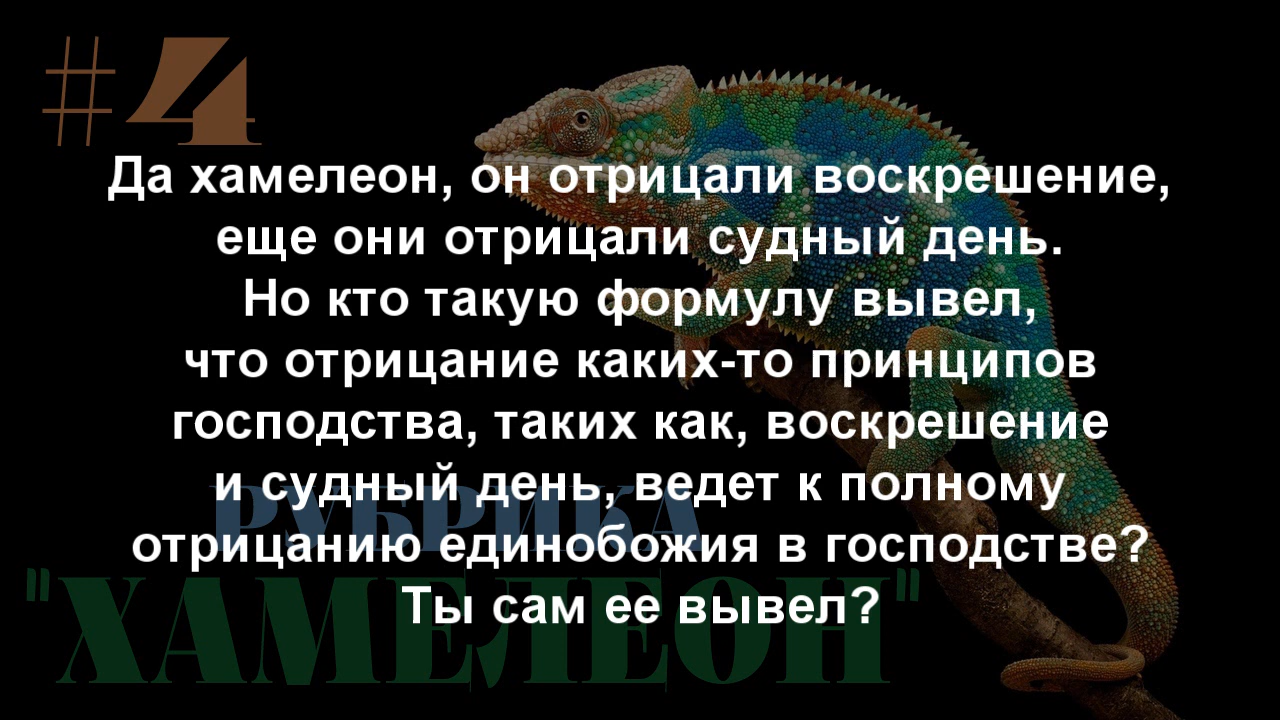 #4
Да хамелеон, он отрицали воскрешение,
еще они отрицали судный день.
Но кто такую формулу вывел,
что отрицание каких-то принципов
господства, таких как, воскрешение
и судный день, ведет к полному
отрицанию единобожия в господстве?
Ты сам ее вывел?
РУБРИКА
"ХАМЕЛЕОН"